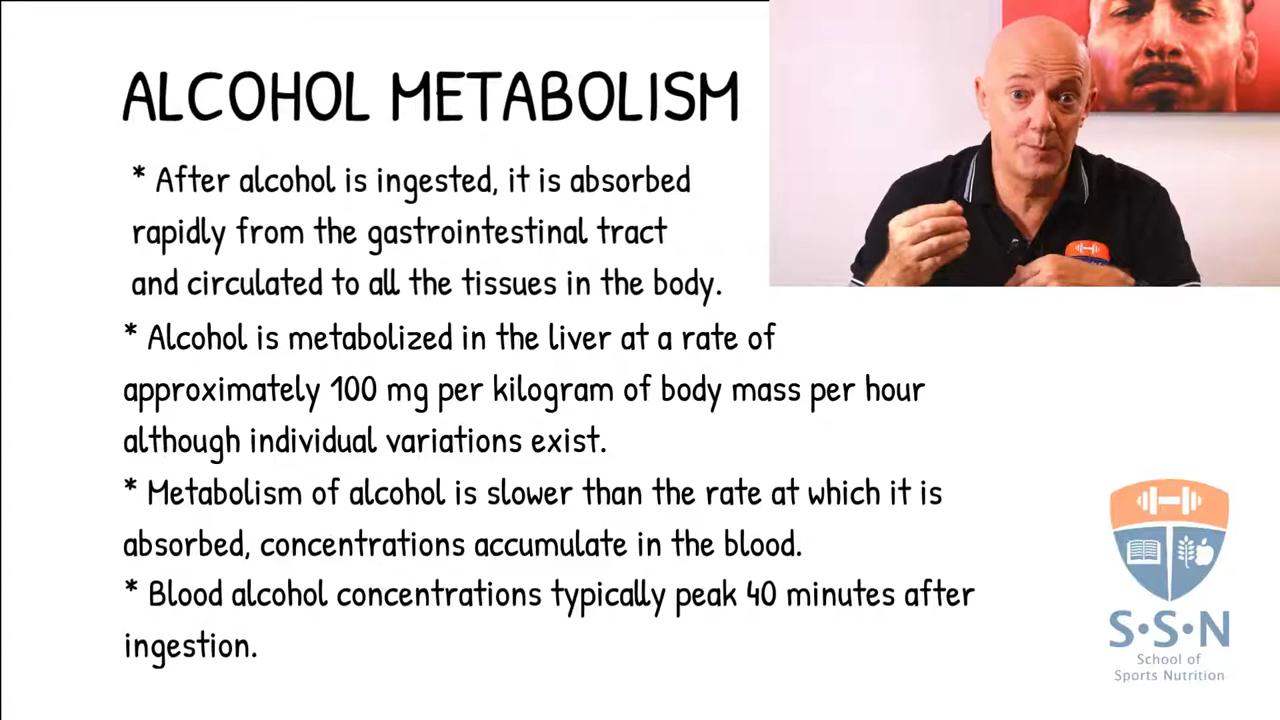 ALCOHOL METABOLISM
* After alcohol is ingested, it is absorbed
rapidly from the gastrointestinal tract
and circulated to all the tissues in the body.
* Alcohol is metabolized in the liver at a rate of
approximately 100 mg per kilogram of body mass per hour
although individual variations exist.
* Metabolism of alcohol is slower than the rate at which it is
absorbed, concentrations accumulate in the blood.
* Blood alcohol concentrations typically peak 40 minutes after
ingestion.
S•S•N
School of
Sports Nutrition